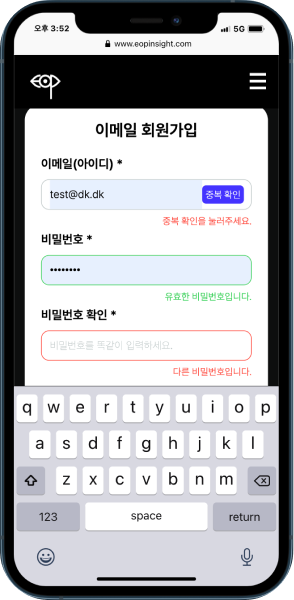 오후 3:52
5G
www.eopinsight.com
EOP
이메일 회원가입
이메일(아이디) *
test@dk.dk
중복 확인
중복 확인을 눌러주세요.
비밀번호 *
••••••••
유효한 비밀번호입니다.
비밀번호 확인 *
비밀번호를 똑같이 입력하세요.
다른 비밀번호입니다.
q w e r t y u i o p
a s d f g h j k l
z x c v b n m
123 space return